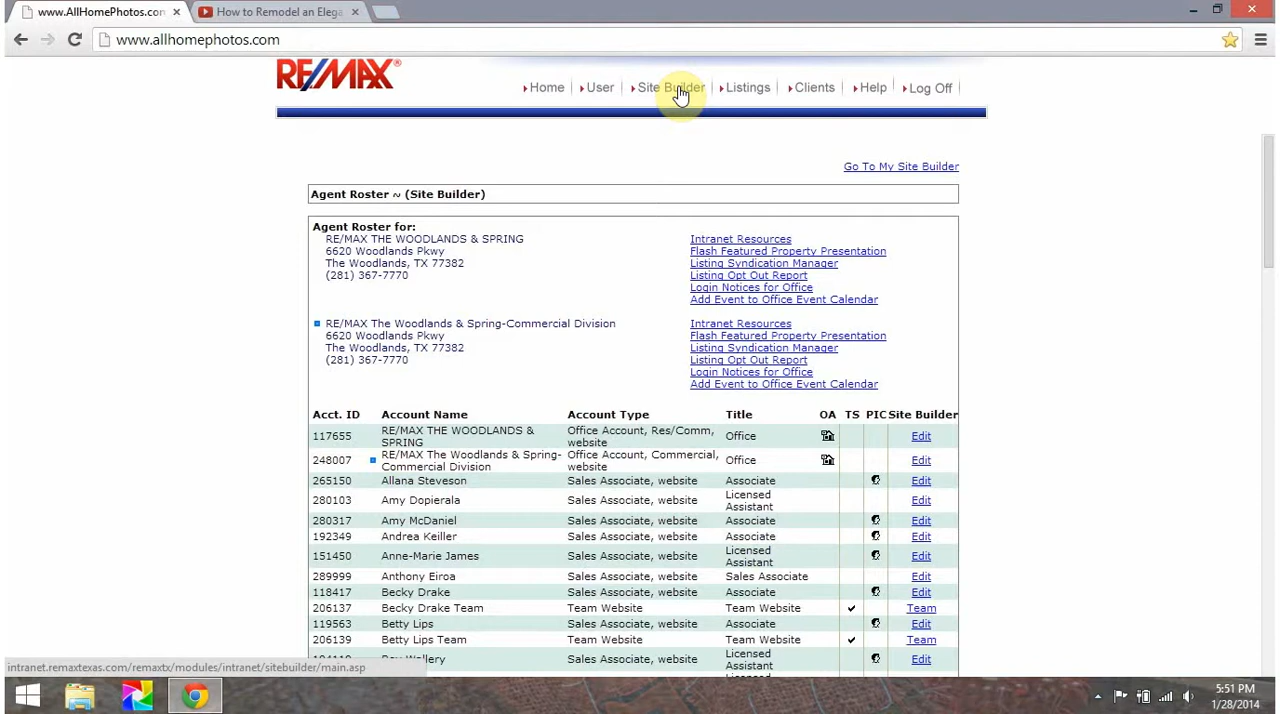 www.AllHomePhotos.com
How to Remodel an Elega
www.allhomephotos.com
RE/MAX
Home User Site Builder Listings Clients Help Log Off
Go To My Site Builder
Agent Roster ~ (Site Builder)
Agent Roster for:
RE/MAX THE WOODLANDS & SPRING
6620 Woodlands Pkwy
The Woodlands, TX 77382
(281) 367-7770
Intranet Resources
Flash Featured Property Presentation
Listing Syndication Manager
Listing Opt Out Report
Login Notices for Office
Add Event to Office Event Calendar
RE/MAX The Woodlands & Spring-Commercial Division
6620 Woodlands Pkwy
The Woodlands, TX 77382
(281) 367-7770
Intranet Resources
Flash Featured Property Presentation
Listing Syndication Manager
Listing Opt Out Report
Login Notices for Office
Add Event to Office Event Calendar
Acct. ID Account Name Account Type Title OA TS PIC Site Builder
117655 RE/MAX THE WOODLANDS & SPRING Office Account, Res/Comm, website Office Edit
248007 RE/MAX The Woodlands & Spring-Commercial Division Office Account, Commercial, website Office Edit
265150 Allana Steveson Sales Associate, website Associate Edit
280103 Amy Dopierala Sales Associate, website Licensed Assistant Edit
280317 Amy McDaniel Sales Associate, website Associate Edit
192349 Andrea Keiller Sales Associate, website Associate Edit
151450 Anne-Marie James Sales Associate, website Licensed Assistant Edit
289999 Anthony Eiroa Sales Associate, website Sales Associate Edit
118417 Becky Drake Sales Associate, website Associate Edit
206137 Becky Drake Team Team Website Team Website Team
119563 Betty Lips Sales Associate, website Associate Edit
206139 Betty Lips Team Team Website Team Website Team
Sales Associate, website Licensed Assistant Edit
intranet.remaxtexas.com/remaxtx/modules/intranet/sitebuilder/main.asp
5:51 PM
1/28/2014